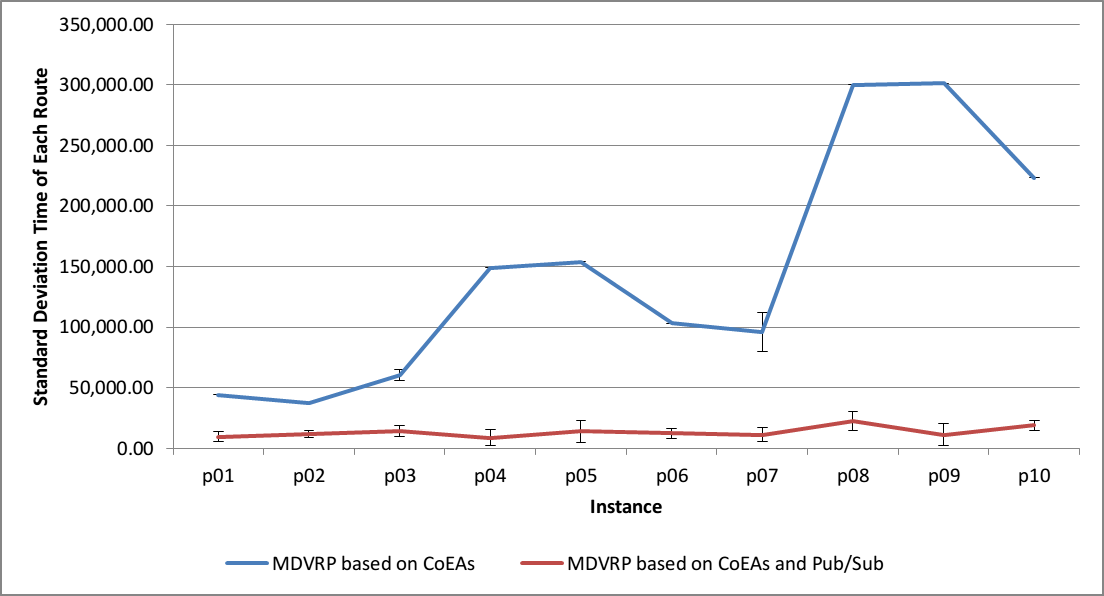 Standard Deviation Time of Each Route
350,000.00
300,000.00
250,000.00
200,000.00
150,000.00
100,000.00
50,000.00
0.00
p01 p02 p03 p04 p05 p06 p07 p08 p09 p10
Instance
MDVRP based on CoEAs MDVRP based on CoEAs and Pub/Sub